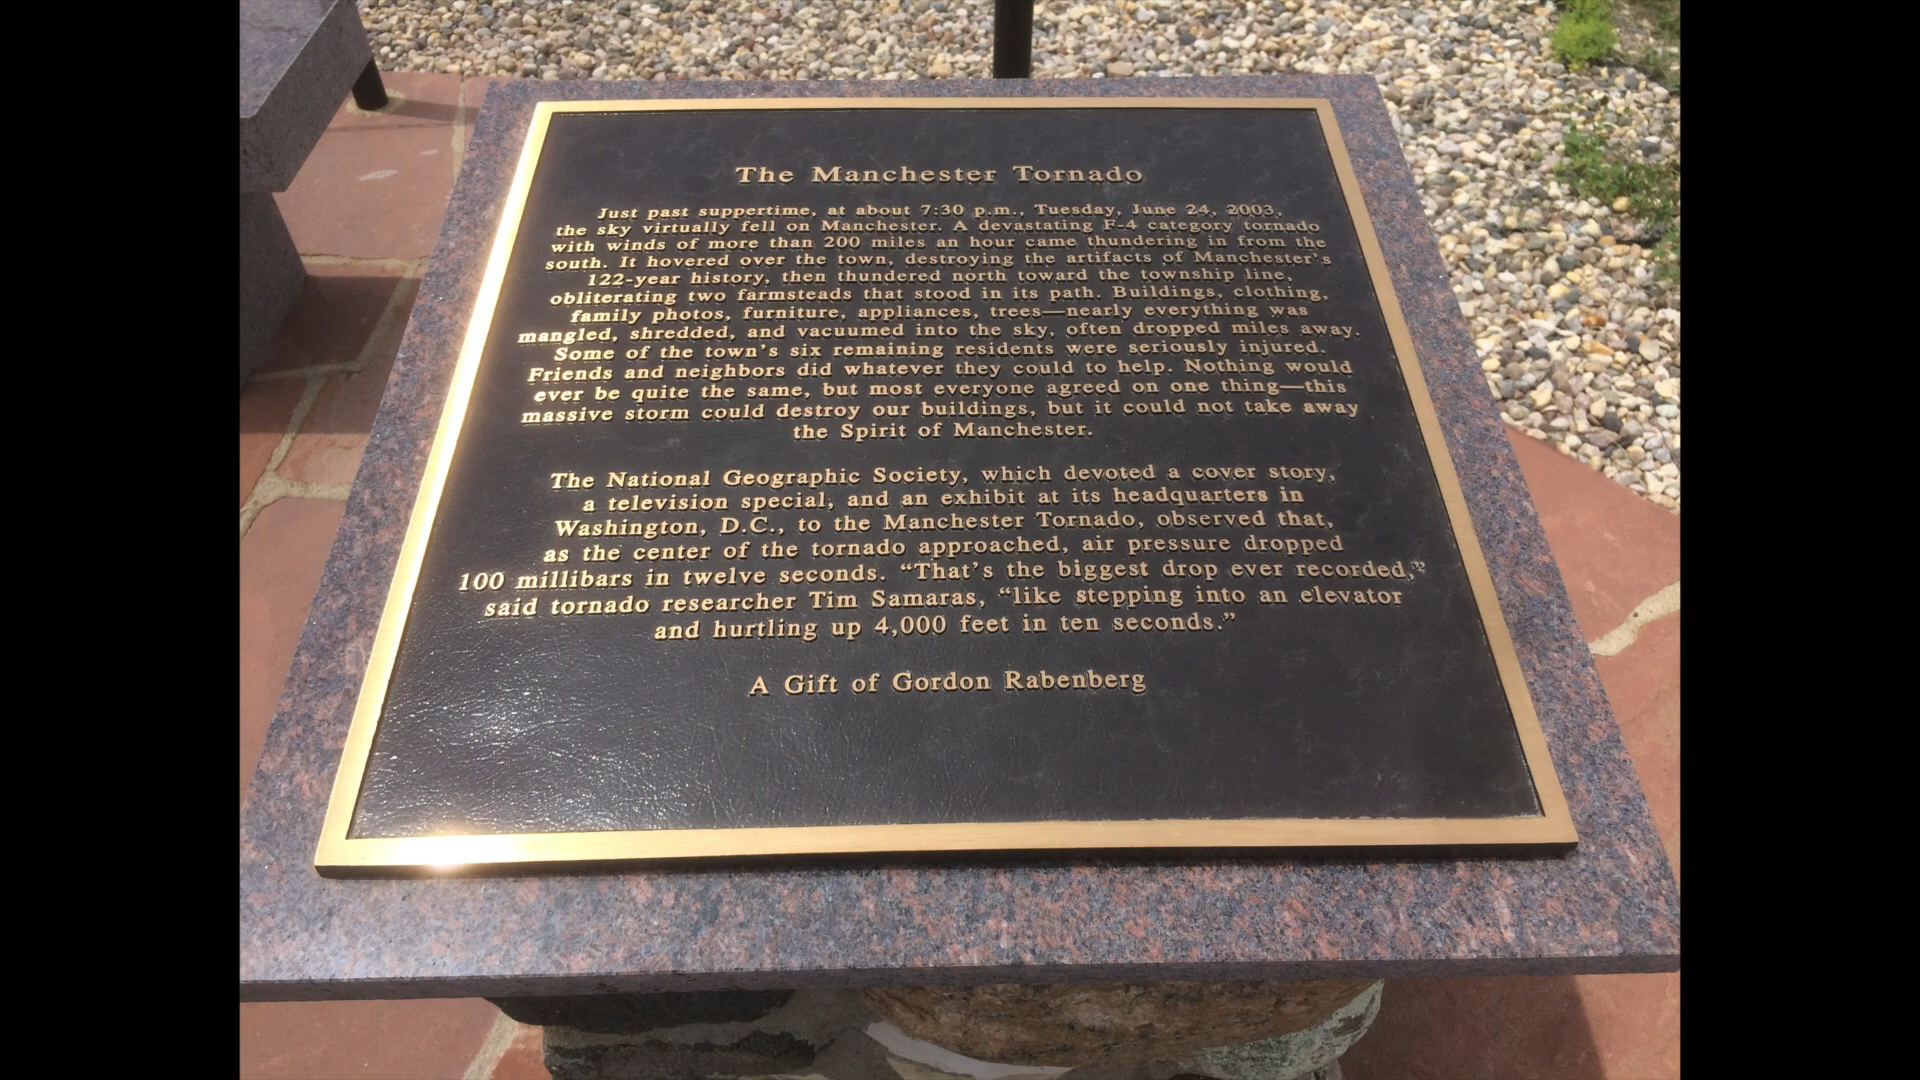 The Manchester Tornado
Just past suppertime, at about 7:30 p.m., Tuesday, June 24, 2003,
the sky virtually fell on Manchester. A devastating F-4 category tornado
with winds of more than 200 miles an hour came thundering in from the
south. It hovered over the town, destroying the artifacts of Manchester's
122-year history, then thundered north toward the township line,
obliterating two farmsteads that stood in its path. Buildings, clothing,
family photos, furniture, appliances, trees—nearly everything was
mangled, shredded, and vacuumed into the sky, often dropped miles away.
Some of the town's six remaining residents were seriously injured.
Friends and neighbors did whatever they could to help. Nothing would
ever be quite the same, but most everyone agreed on one thing—this
massive storm could destroy our buildings, but it could not take away
the Spirit of Manchester.
The National Geographic Society, which devoted a cover story,
a television special, and an exhibit at its headquarters in
Washington, D.C., to the Manchester Tornado, observed that,
as the center of the tornado approached, air pressure dropped
100 millibars in twelve seconds. “That's the biggest drop ever recorded,”
said tornado researcher Tim Samaras, “like stepping into an elevator
and hurtling up 4,000 feet in ten seconds.”
A Gift of Gordon Rabenberg